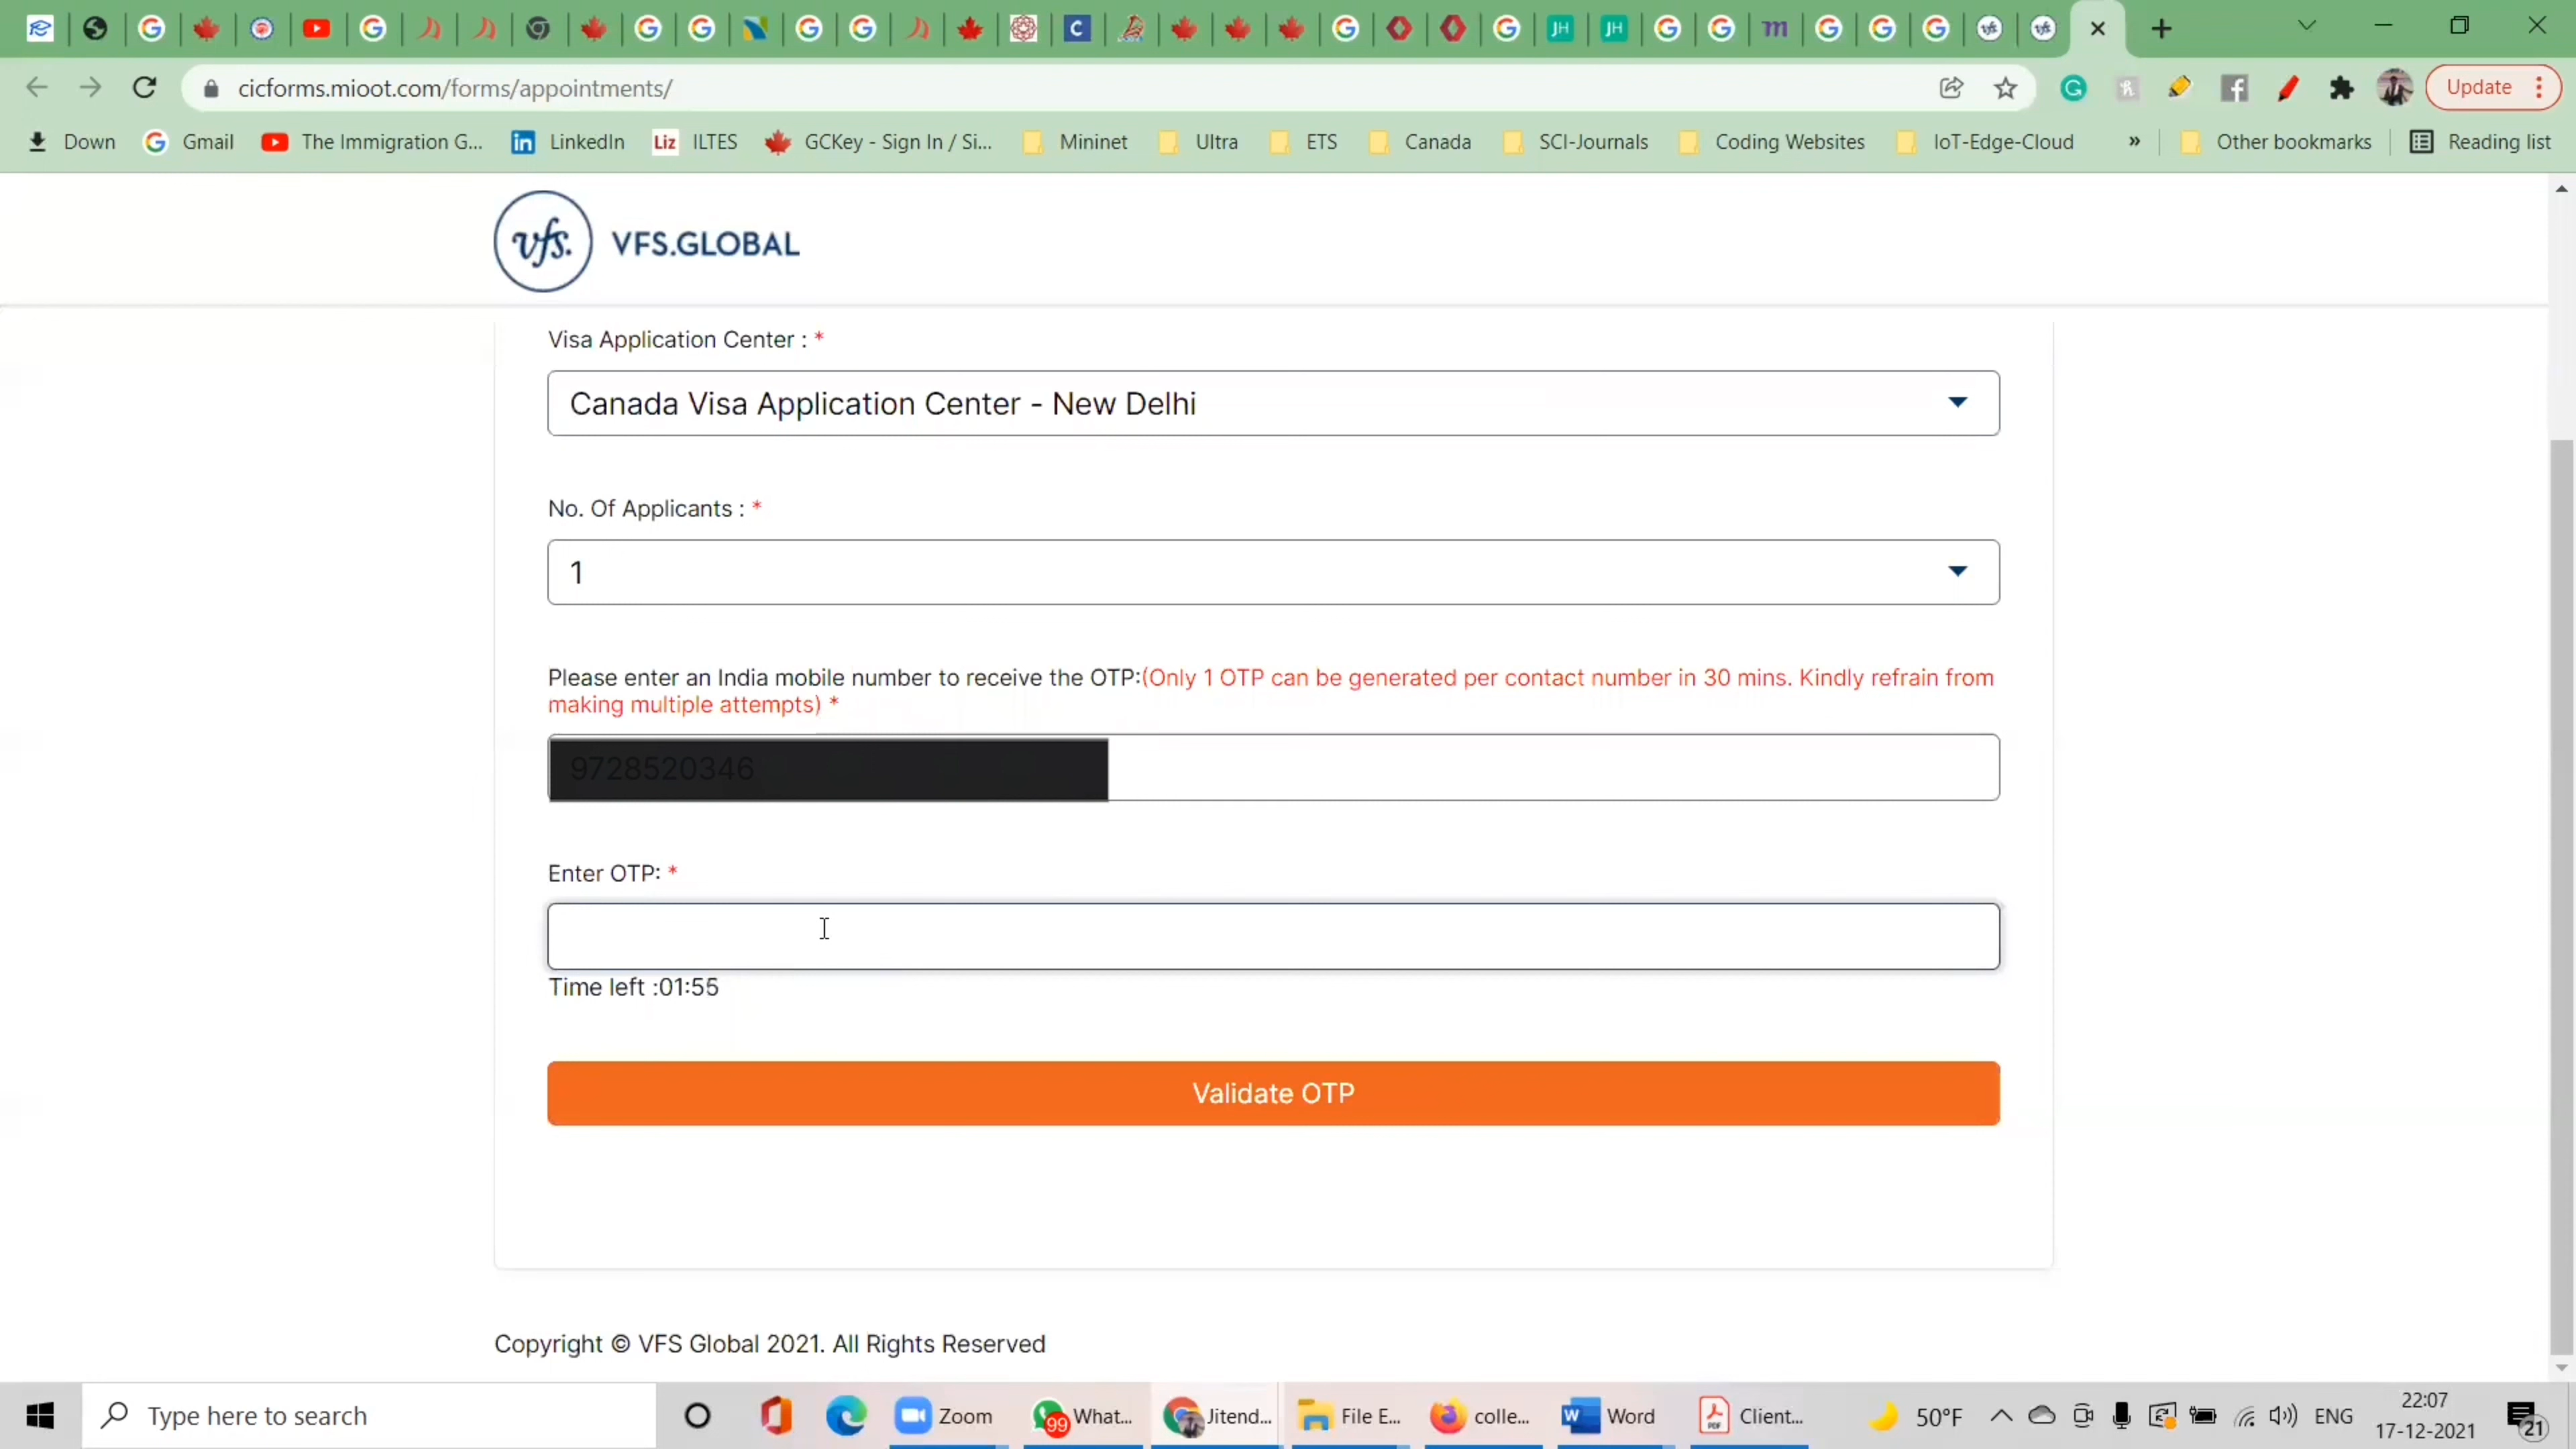 cicforms.mioot.com/forms/appointments/
Update
Down
Gmail
The Immigration G...
LinkedIn
Liz ILTES
GCKey - Sign In / Si...
Mininet
Ultra
ETS
Canada
SCI-Journals
Coding Websites
IoT-Edge-Cloud
»
Other bookmarks
Reading list
vfs. VFS.GLOBAL
Visa Application Center : *
Canada Visa Application Center - New Delhi
No. Of Applicants : *
1
Please enter an India mobile number to receive the OTP:(Only 1 OTP can be generated per contact number in 30 mins. Kindly refrain from
making multiple attempts) *
Enter OTP: *
Time left :01:55
Validate OTP
Copyright © VFS Global 2021. All Rights Reserved
Type here to search
Zoom
99 What...
Jitend...
File E...
colle...
Word
Client...
50°F
ENG
22:07
17-12-2021
21